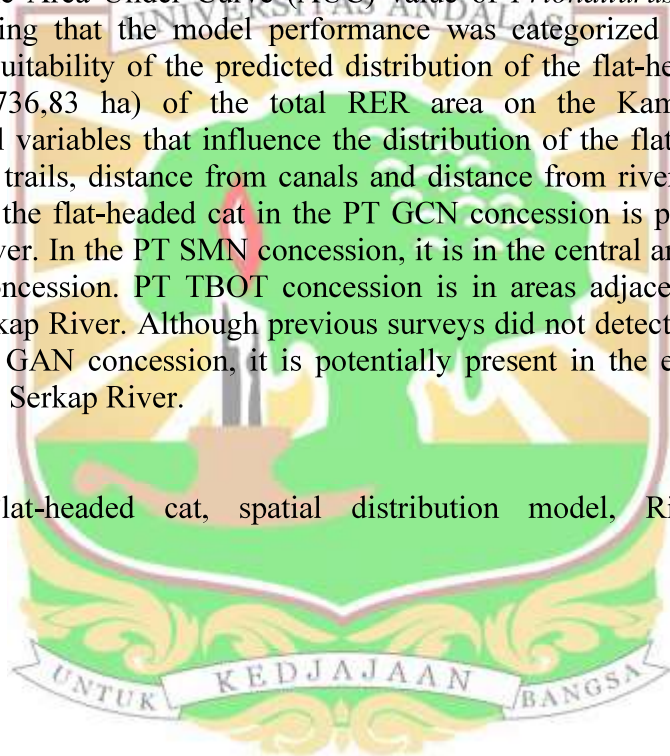 e Area Under Curve (AUC) value of Prionailurus
UNIVERSITAS ANDALAS
ing that the model performance was categorized
uitability of the predicted distribution of the flat-he
736,83 ha) of the total RER area on the Kam
l variables that influence the distribution of the flat
trails, distance from canals and distance from river
the flat-headed cat in the PT GCN concession is p
ver. In the PT SMN concession, it is in the central ar
oncession. PT TBOT concession is in areas adjace
kap River. Although previous surveys did not detect
GAN concession, it is potentially present in the e
Serkap River.
lat-headed cat, spatial distribution model, Ri
UNTUK KEDJAJAAN BANGSA